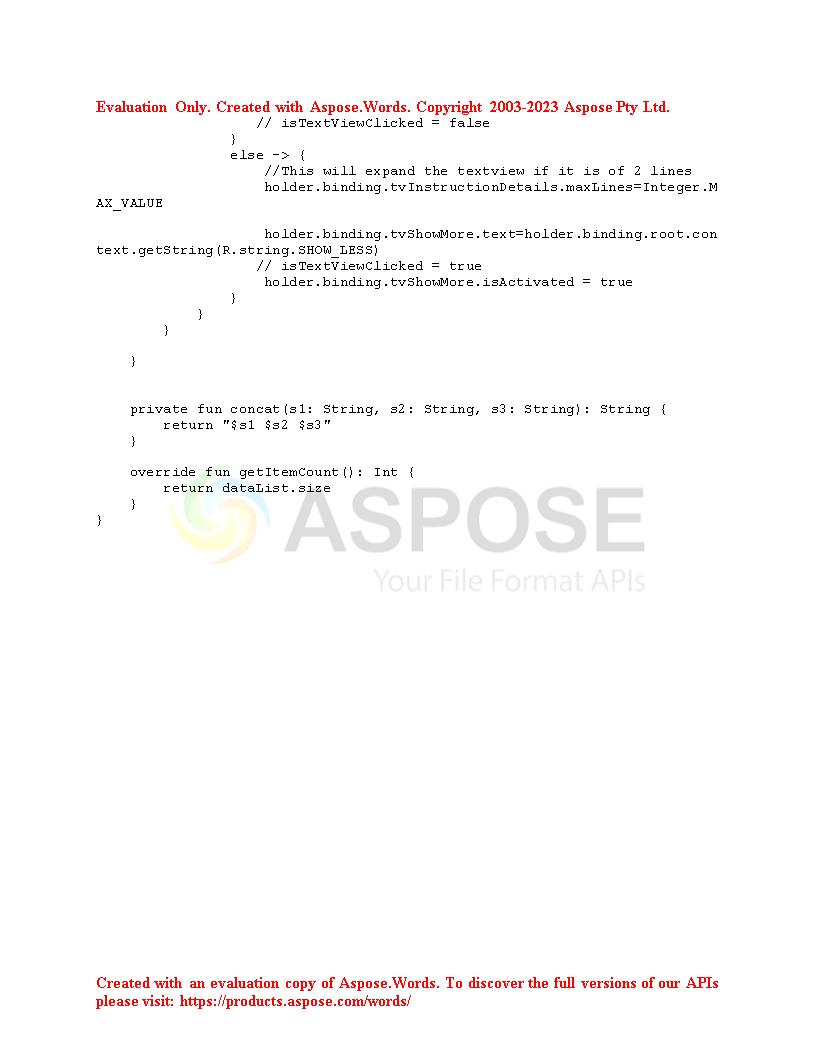 Evaluation Only. Created with Aspose.Words. Copyright 2003-2023 Aspose Pty Ltd.
                   // isTextViewClicked = false
                }
                else -> {
                    //This will expand the textview if it is of 2 lines
                    holder.binding.tvInstructionDetails.maxLines=Integer.M
AX_VALUE

                    holder.binding.tvShowMore.text=holder.binding.root.con
text.getString(R.string.SHOW_LESS)
                   // isTextViewClicked = true
                    holder.binding.tvShowMore.isActivated = true
                }
            }
        }

    }


    private fun concat(s1: String, s2: String, s3: String): String {
        return "$s1 $s2 $s3"
    }

    override fun getItemCount(): Int {
        return dataList.size
    }
}
ASPOSE
Your File Format APIs
Created with an evaluation copy of Aspose.Words. To discover the full versions of our APIs
please visit: https://products.aspose.com/words/